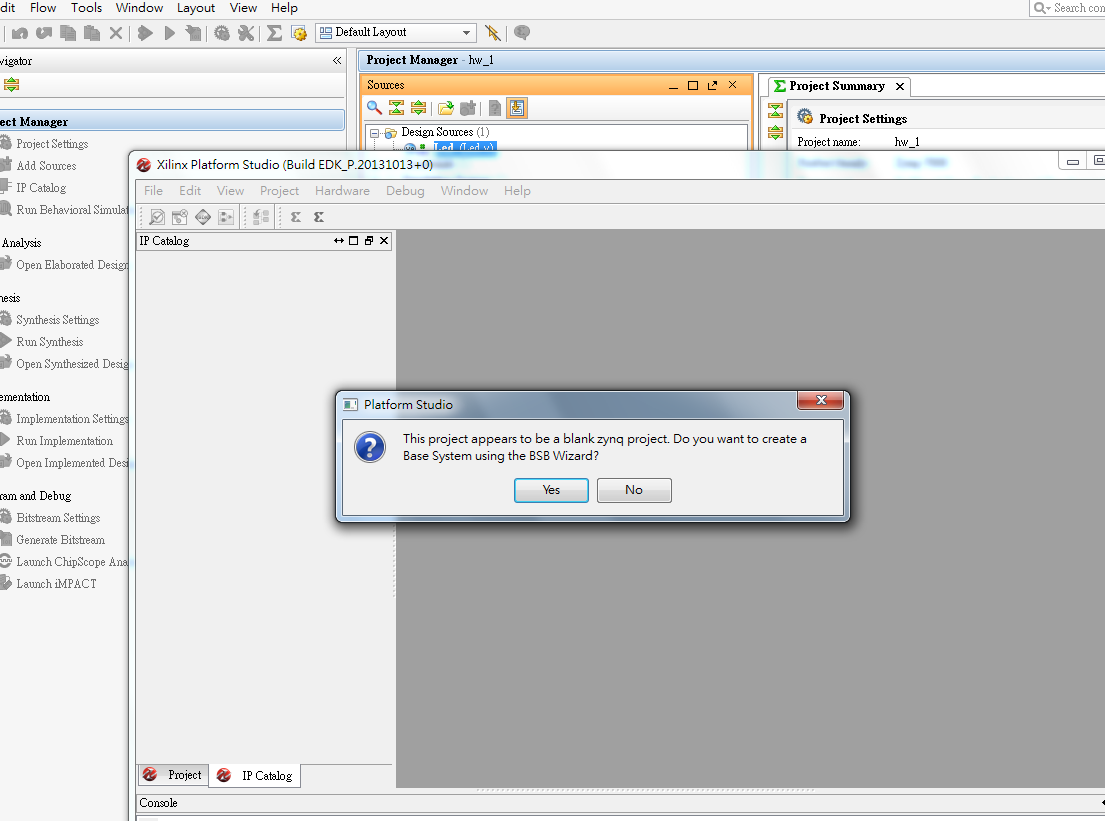 dit Flow Tools Window Layout View Help
Search con
Default Layout
vigator
Project Manager - hw_1
Sources
Project Summary
ect Manager
Project Settings
Project Settings
Design Sources (1)
Project name: hw_1
Led (Led.v)
Add Sources
IP Catalog
Run Behavioral Simulat
Analysis
Open Elaborated Design
hesis
Synthesis Settings
Run Synthesis
Open Synthesized Desig
ementation
Implementation Settings
Run Implementation
Open Implemented Desi
ram and Debug
Bitstream Settings
Generate Bitstream
Launch ChipScope Ana
Launch iMPACT
Xilinx Platform Studio (Build EDK_P.20131013+0)
File Edit View Project Hardware Debug Window Help
IP Catalog
Platform Studio
This project appears to be a blank zynq project. Do you want to create a
Base System using the BSB Wizard?
Yes No
Project IP Catalog
Console